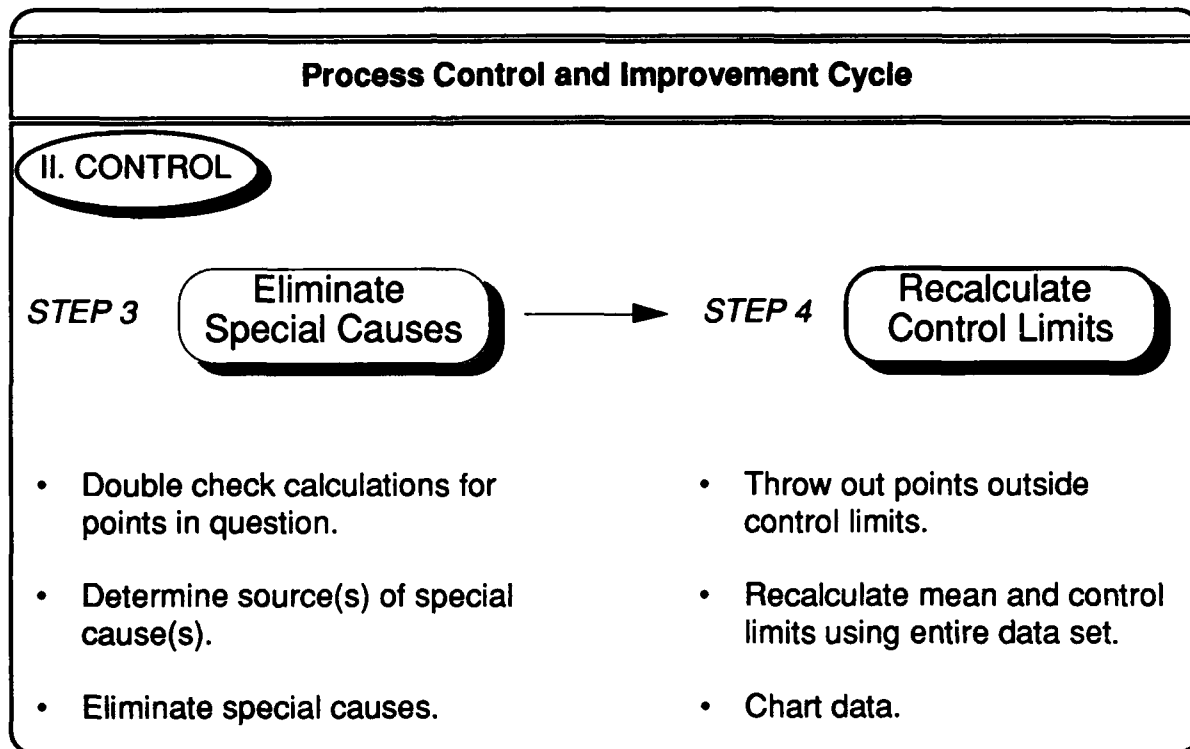 Process Control and Improvement Cycle
II. CONTROL
STEP 3
Eliminate
Special Causes
STEP 4
Recalculate
Control Limits
• Double check calculations for
points in question.
• Determine source(s) of special
cause(s).
• Eliminate special causes.
• Throw out points outside
control limits.
• Recalculate mean and control
limits using entire data set.
• Chart data.